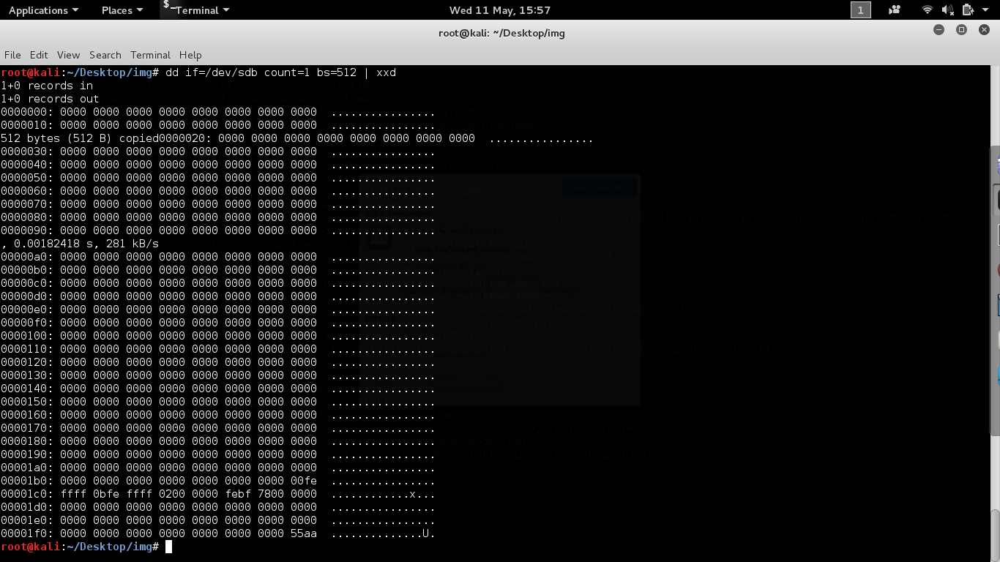 Applications Places Terminal Wed 11 May, 15:57 1
root@kali: ~/Desktop/img
File Edit View Search Terminal Help
root@kali:~/Desktop/img# dd if=/dev/sdb count=1 bs=512 | xxd
1+0 records in
1+0 records out
0000000: 0000 0000 0000 0000 0000 0000 0000 0000  ................
0000010: 0000 0000 0000 0000 0000 0000 0000 0000  ................
512 bytes (512 B) copied0000020: 0000 0000 0000 0000 0000 0000 0000 0000  ................
0000030: 0000 0000 0000 0000 0000 0000 0000 0000  ................
0000040: 0000 0000 0000 0000 0000 0000 0000 0000  ................
0000050: 0000 0000 0000 0000 0000 0000 0000 0000  ................
0000060: 0000 0000 0000 0000 0000 0000 0000 0000  ................
0000070: 0000 0000 0000 0000 0000 0000 0000 0000  ................
0000080: 0000 0000 0000 0000 0000 0000 0000 0000  ................
0000090: 0000 0000 0000 0000 0000 0000 0000 0000  ................
, 0.00182418 s, 281 kB/s
00000a0: 0000 0000 0000 0000 0000 0000 0000 0000  ................
00000b0: 0000 0000 0000 0000 0000 0000 0000 0000  ................
00000c0: 0000 0000 0000 0000 0000 0000 0000 0000  ................
00000d0: 0000 0000 0000 0000 0000 0000 0000 0000  ................
00000e0: 0000 0000 0000 0000 0000 0000 0000 0000  ................
00000f0: 0000 0000 0000 0000 0000 0000 0000 0000  ................
0000100: 0000 0000 0000 0000 0000 0000 0000 0000  ................
0000110: 0000 0000 0000 0000 0000 0000 0000 0000  ................
0000120: 0000 0000 0000 0000 0000 0000 0000 0000  ................
0000130: 0000 0000 0000 0000 0000 0000 0000 0000  ................
0000140: 0000 0000 0000 0000 0000 0000 0000 0000  ................
0000150: 0000 0000 0000 0000 0000 0000 0000 0000  ................
0000160: 0000 0000 0000 0000 0000 0000 0000 0000  ................
0000170: 0000 0000 0000 0000 0000 0000 0000 0000  ................
0000180: 0000 0000 0000 0000 0000 0000 0000 0000  ................
0000190: 0000 0000 0000 0000 0000 0000 0000 0000  ................
00001a0: 0000 0000 0000 0000 0000 0000 0000 0000  ................
00001b0: 0000 0000 0000 0000 0000 0000 0000 00fe  ................
00001c0: ffff 0bfe ffff 0200 0000 febf 7800 0000  ............x...
00001d0: 0000 0000 0000 0000 0000 0000 0000 0000  ................
00001e0: 0000 0000 0000 0000 0000 0000 0000 0000  ................
00001f0: 0000 0000 0000 0000 0000 0000 0000 55aa  ..............U.
root@kali:~/Desktop/img#